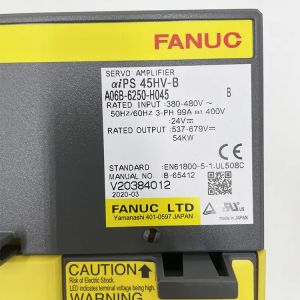 FANUC
SERVO AMPLIFIER
αiPS 45HV-B
A06B-6250-H045 B
RATED INPUT :380-480V~
50HZ/60HZ 3-PH 99A at 400V
:24V
RATED OUTPUT :537-679V
54KW
STANDARD :EN61800-5-1,UL508C
MANUAL NO. :B-65412
V20384012
2020-03
FANUC LTD
Yamanashi 401-0597 JAPAN
CAUTION
Risk of Electric Shock.
LED indicates terminal voltage being high.
WARNING